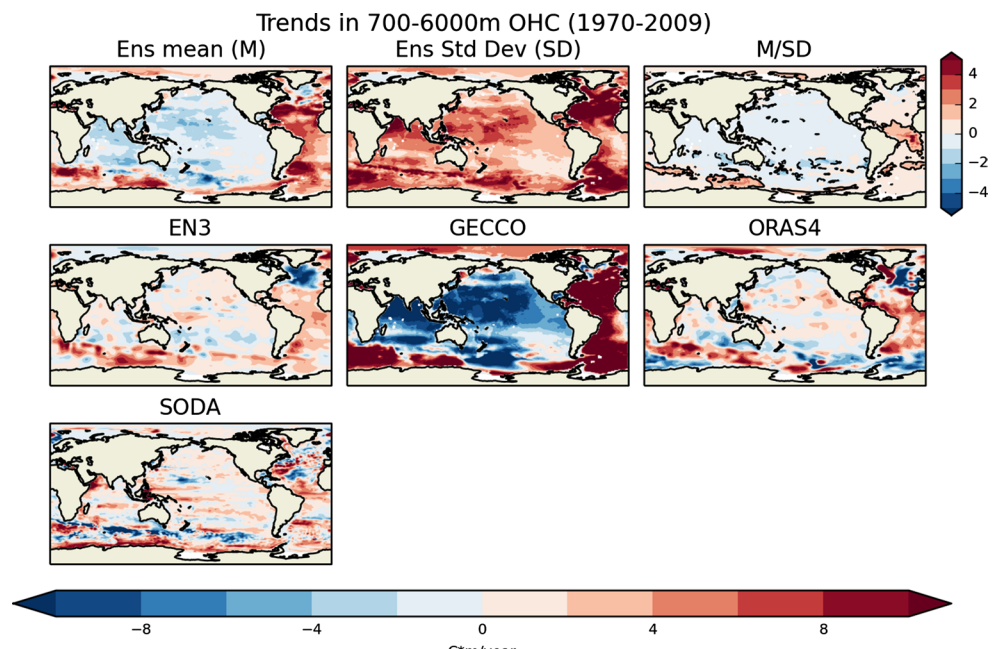 Trends in 700-6000m OHC (1970-2009)
Ens mean (M)
Ens Std Dev (SD)
M/SD
4
2
0
−2
−4
EN3
GECCO
ORAS4
SODA
−8
−4
0
4
8